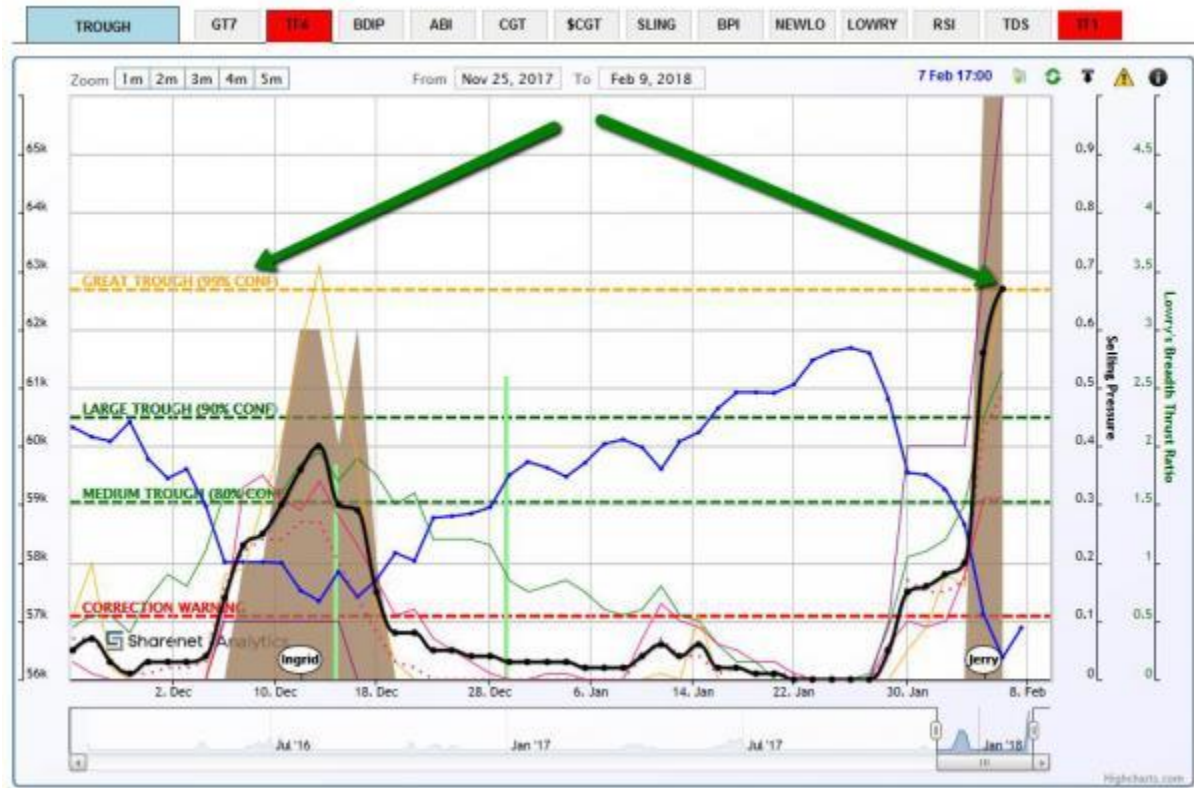 TROUGH GT7 TF6 BDIP ABI CGT $CGT SLING BPI NEWLO LOWRY RSI TDS TF1
Zoom 1m 2m 3m 4m 5m From Nov 25, 2017 To Feb 9, 2018 7 Feb 17:00
65k
64k
63k
62k
61k
60k
59k
58k
57k
56k
GREAT TROUGH (99% CONF)
LARGE TROUGH (90% CONF)
MEDIUM TROUGH (80% CONF)
CORRECTION WARNING
Sharenet Analytics
Ingrid
Jerry
0.9
0.8
0.7
0.6
0.5
0.4
0.3
0.2
0.1
0
Selling Pressure
4.5
4
3.5
3
2.5
2
1.5
1
0.5
0
Lowry's Breadth Thrust Ratio
2. Dec 10. Dec 18. Dec 28. Dec 6. Jan 14. Jan 22. Jan 30. Jan 8. Feb
Jul '16 Jan '17 Jul '17 Jan '18
Highcharts.com